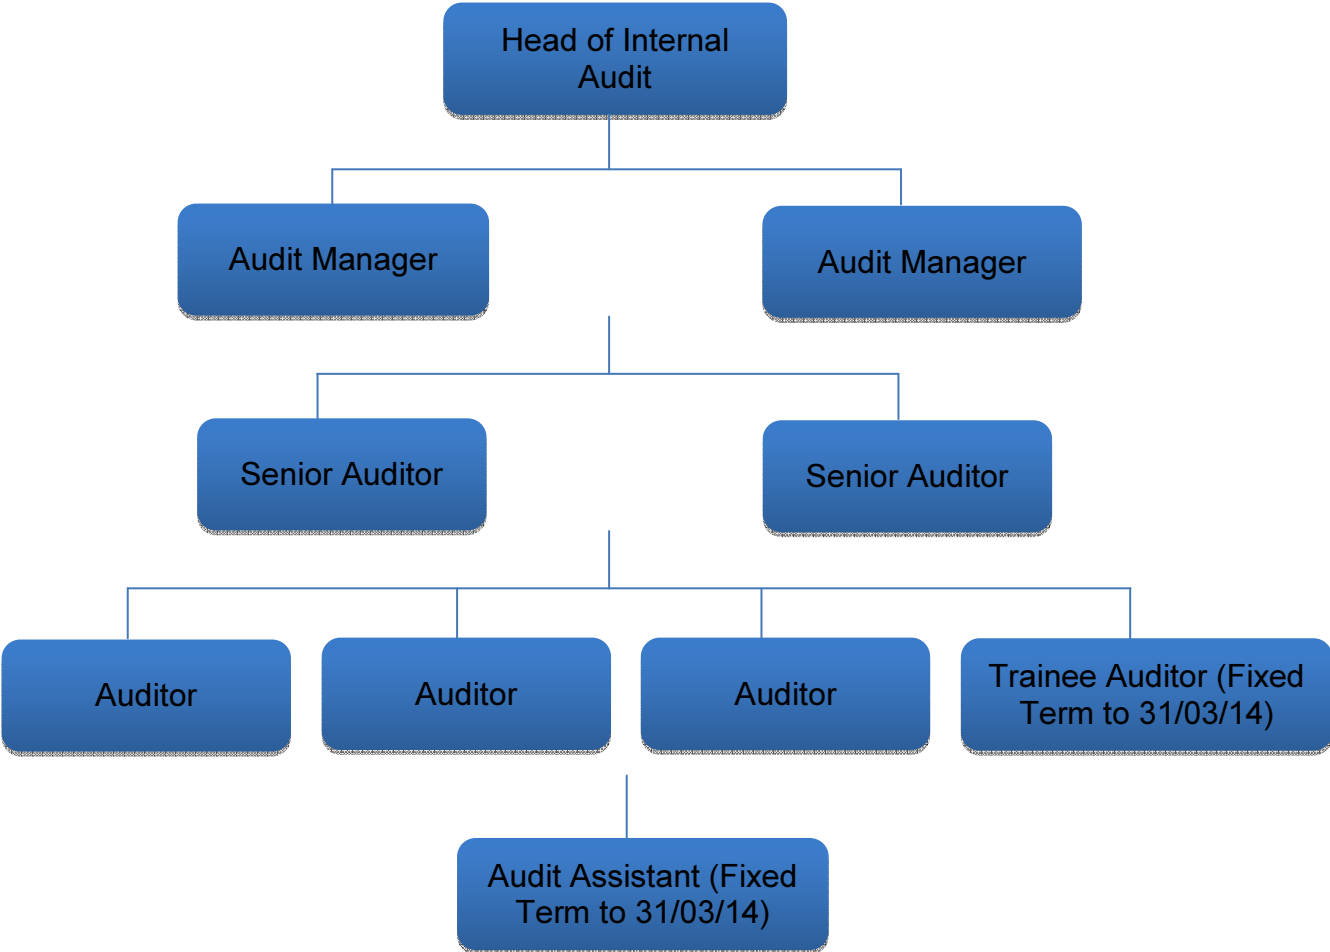 Head of Internal
Audit
Audit Manager
Audit Manager
Senior Auditor
Senior Auditor
Auditor
Auditor
Auditor
Trainee Auditor (Fixed
Term to 31/03/14)
Audit Assistant (Fixed
Term to 31/03/14)